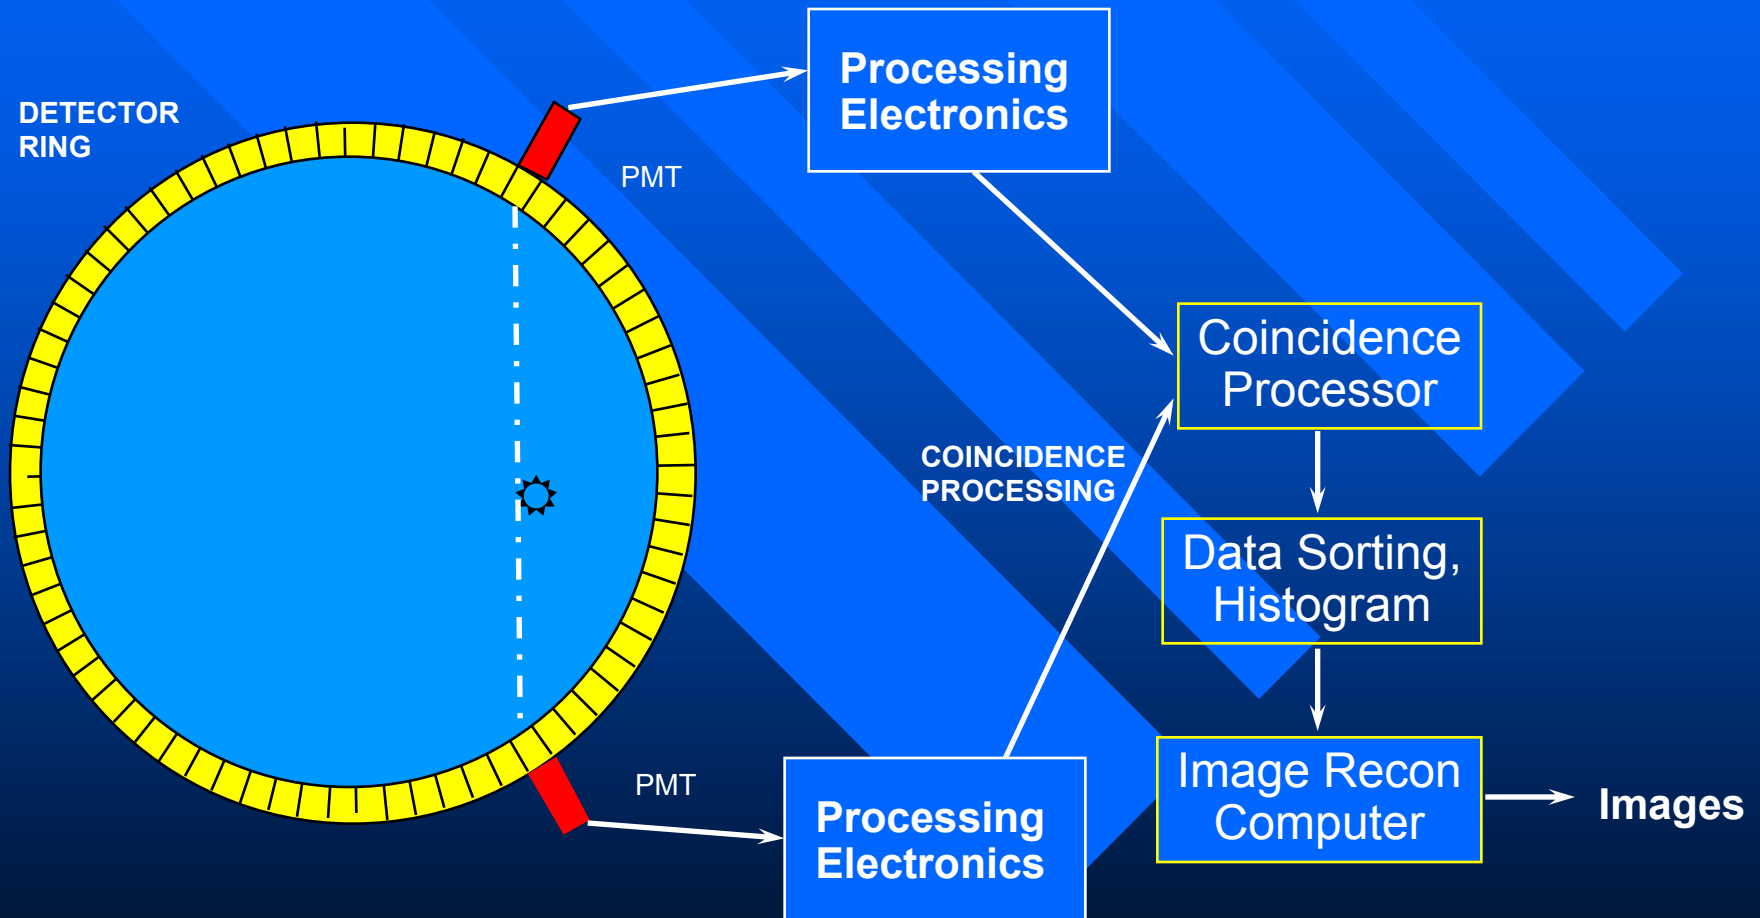 DETECTOR
RING
PMT
Processing
Electronics
Coincidence
Processor
COINCIDENCE
PROCESSING
Data Sorting,
Histogram
PMT
Processing
Electronics
Image Recon
Computer
Images